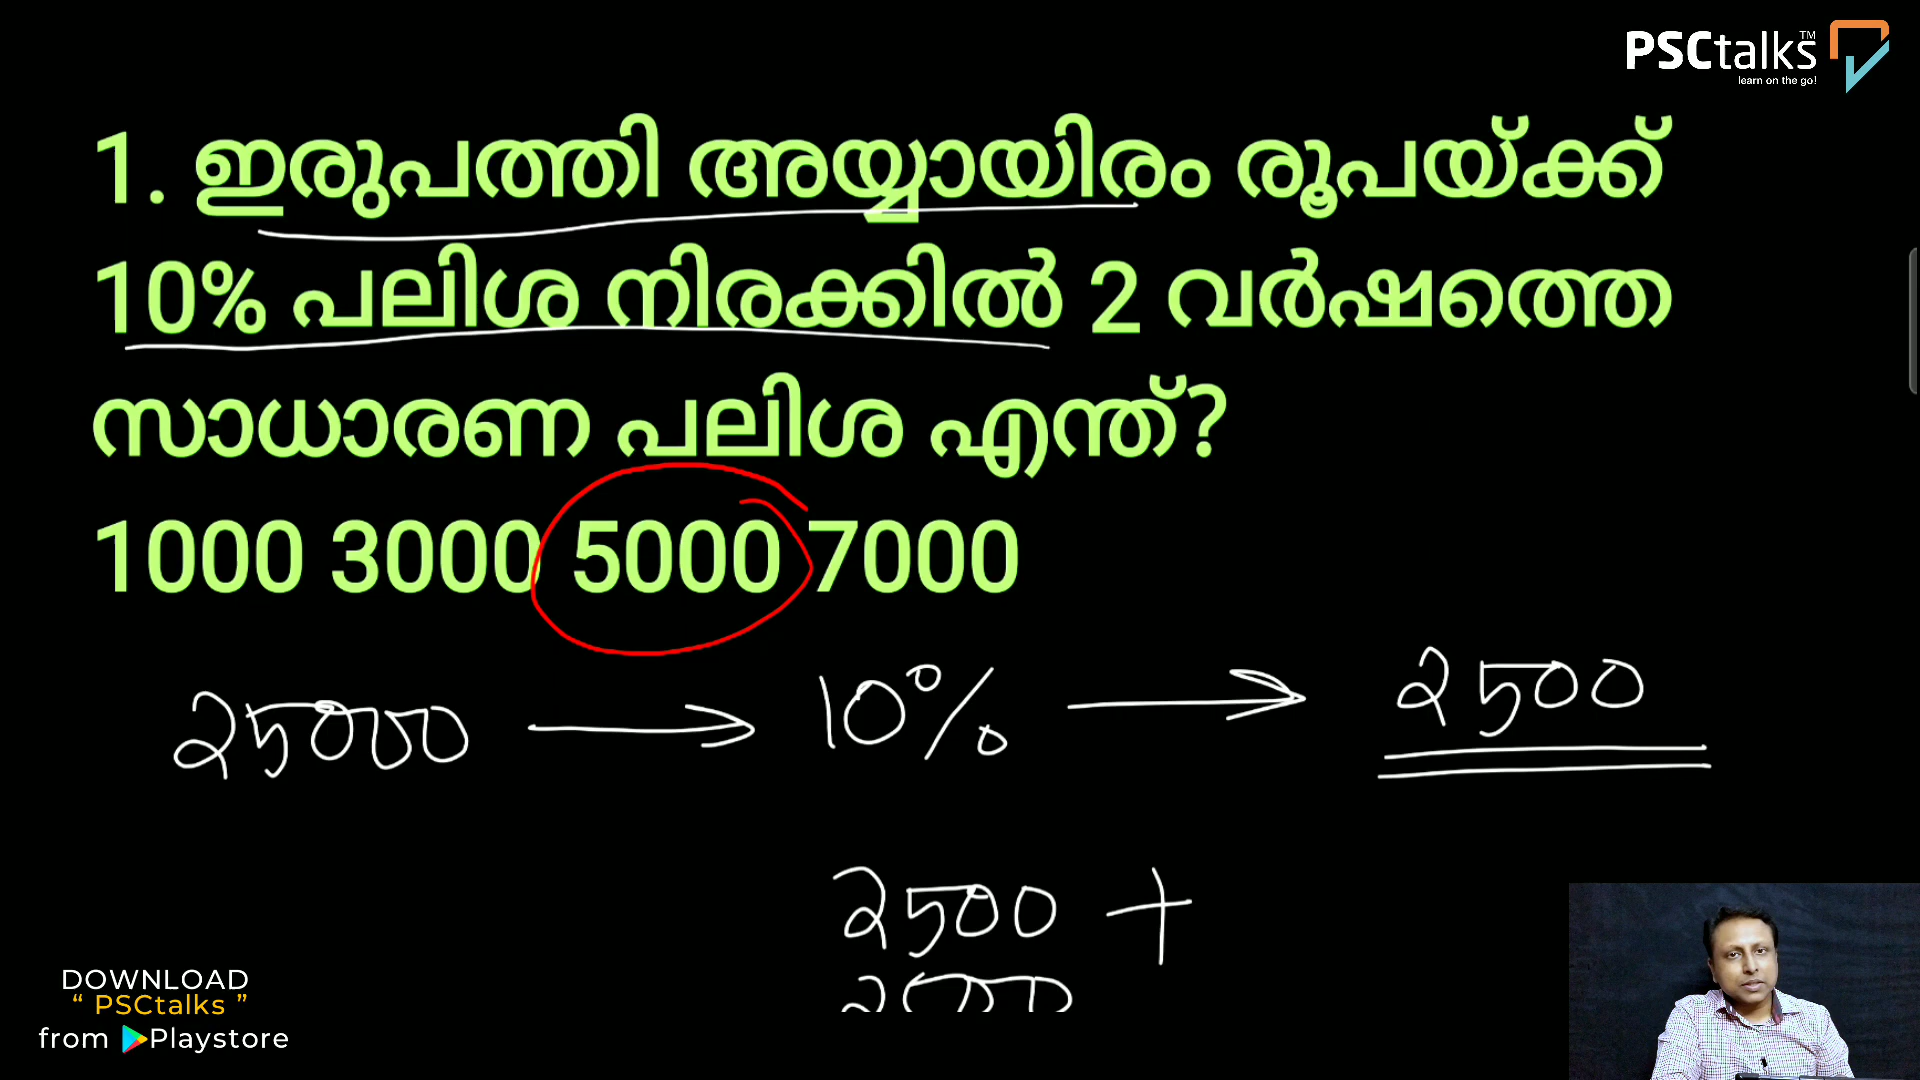 PSCtalks™
learn on the go!
1. ഇരുപത്തി അയ്യായിരം രൂപയ്ക്ക്
10% പലിശ നിരക്കിൽ 2 വർഷത്തെ
സാധാരണ പലിശ എന്ത്?
1000 3000 5000 7000
25000 → 10% → 2500
2500 +
DOWNLOAD
“ PSCtalks ”
from Playstore